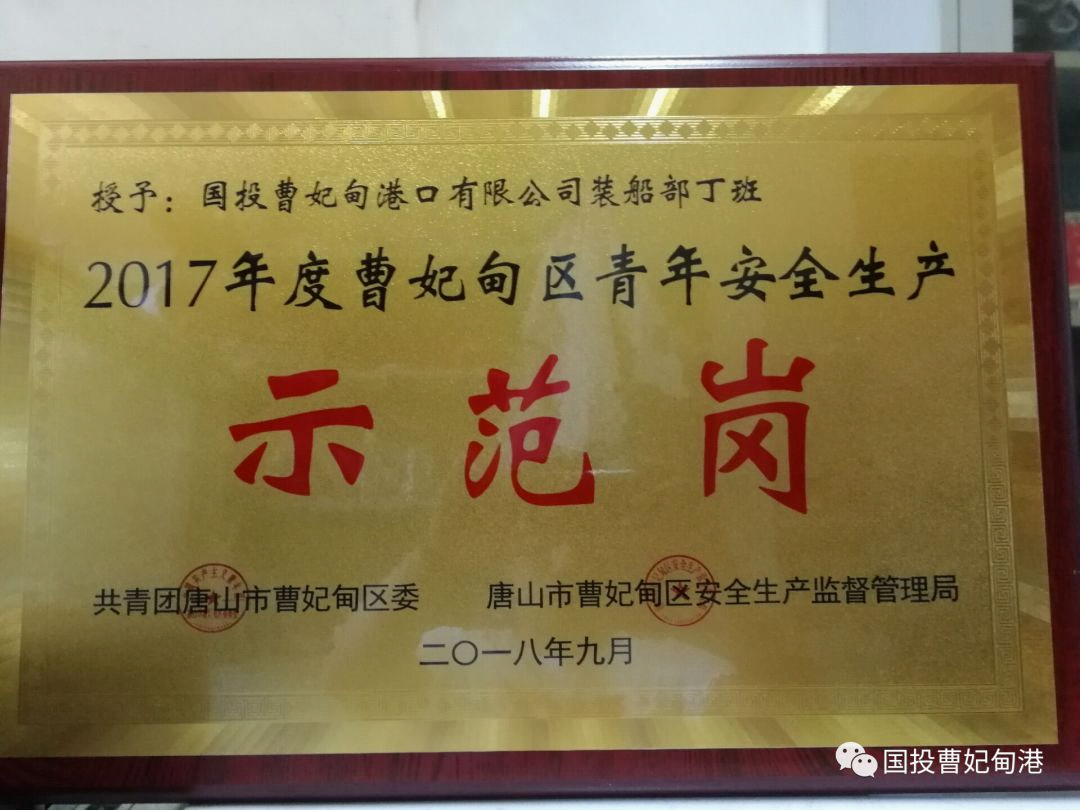 授予：国投曹妃甸港口有限公司装船部丁班
2017年度曹妃甸区青年安全生产
示范岗
共青团唐山市曹妃甸区委
唐山市曹妃甸区安全生产监督管理局
二〇一八年九月
国投曹妃甸港